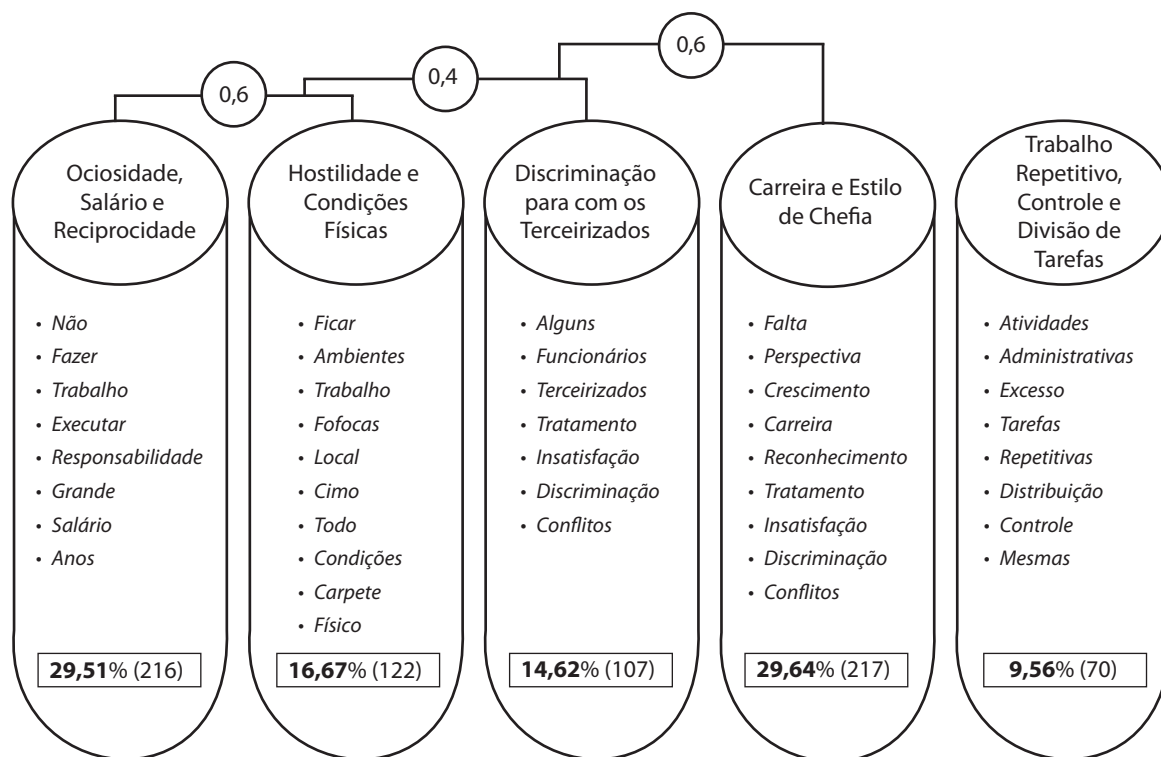 0,6
0,4
0,6
Ociosidade,
Salário e
Reciprocidade
• Não
• Fazer
• Trabalho
• Executar
• Responsabilidade
• Grande
• Salário
• Anos
29,51% (216)
Hostilidade e
Condições
Físicas
• Ficar
• Ambientes
• Trabalho
• Fofocas
• Local
• Cimo
• Todo
• Condições
• Carpete
• Físico
16,67% (122)
Discriminação
para com os
Terceirizados
• Alguns
• Funcionários
• Terceirizados
• Tratamento
• Insatisfação
• Discriminação
• Conflitos
14,62% (107)
Carreira e Estilo
de Chefia
• Falta
• Perspectiva
• Crescimento
• Carreira
• Reconhecimento
• Tratamento
• Insatisfação
• Discriminação
• Conflitos
29,64% (217)
Trabalho
Repetitivo,
Controle e
Divisão de
Tarefas
• Atividades
• Administrativas
• Excesso
• Tarefas
• Repetitivas
• Distribuição
• Controle
• Mesmas
9,56% (70)